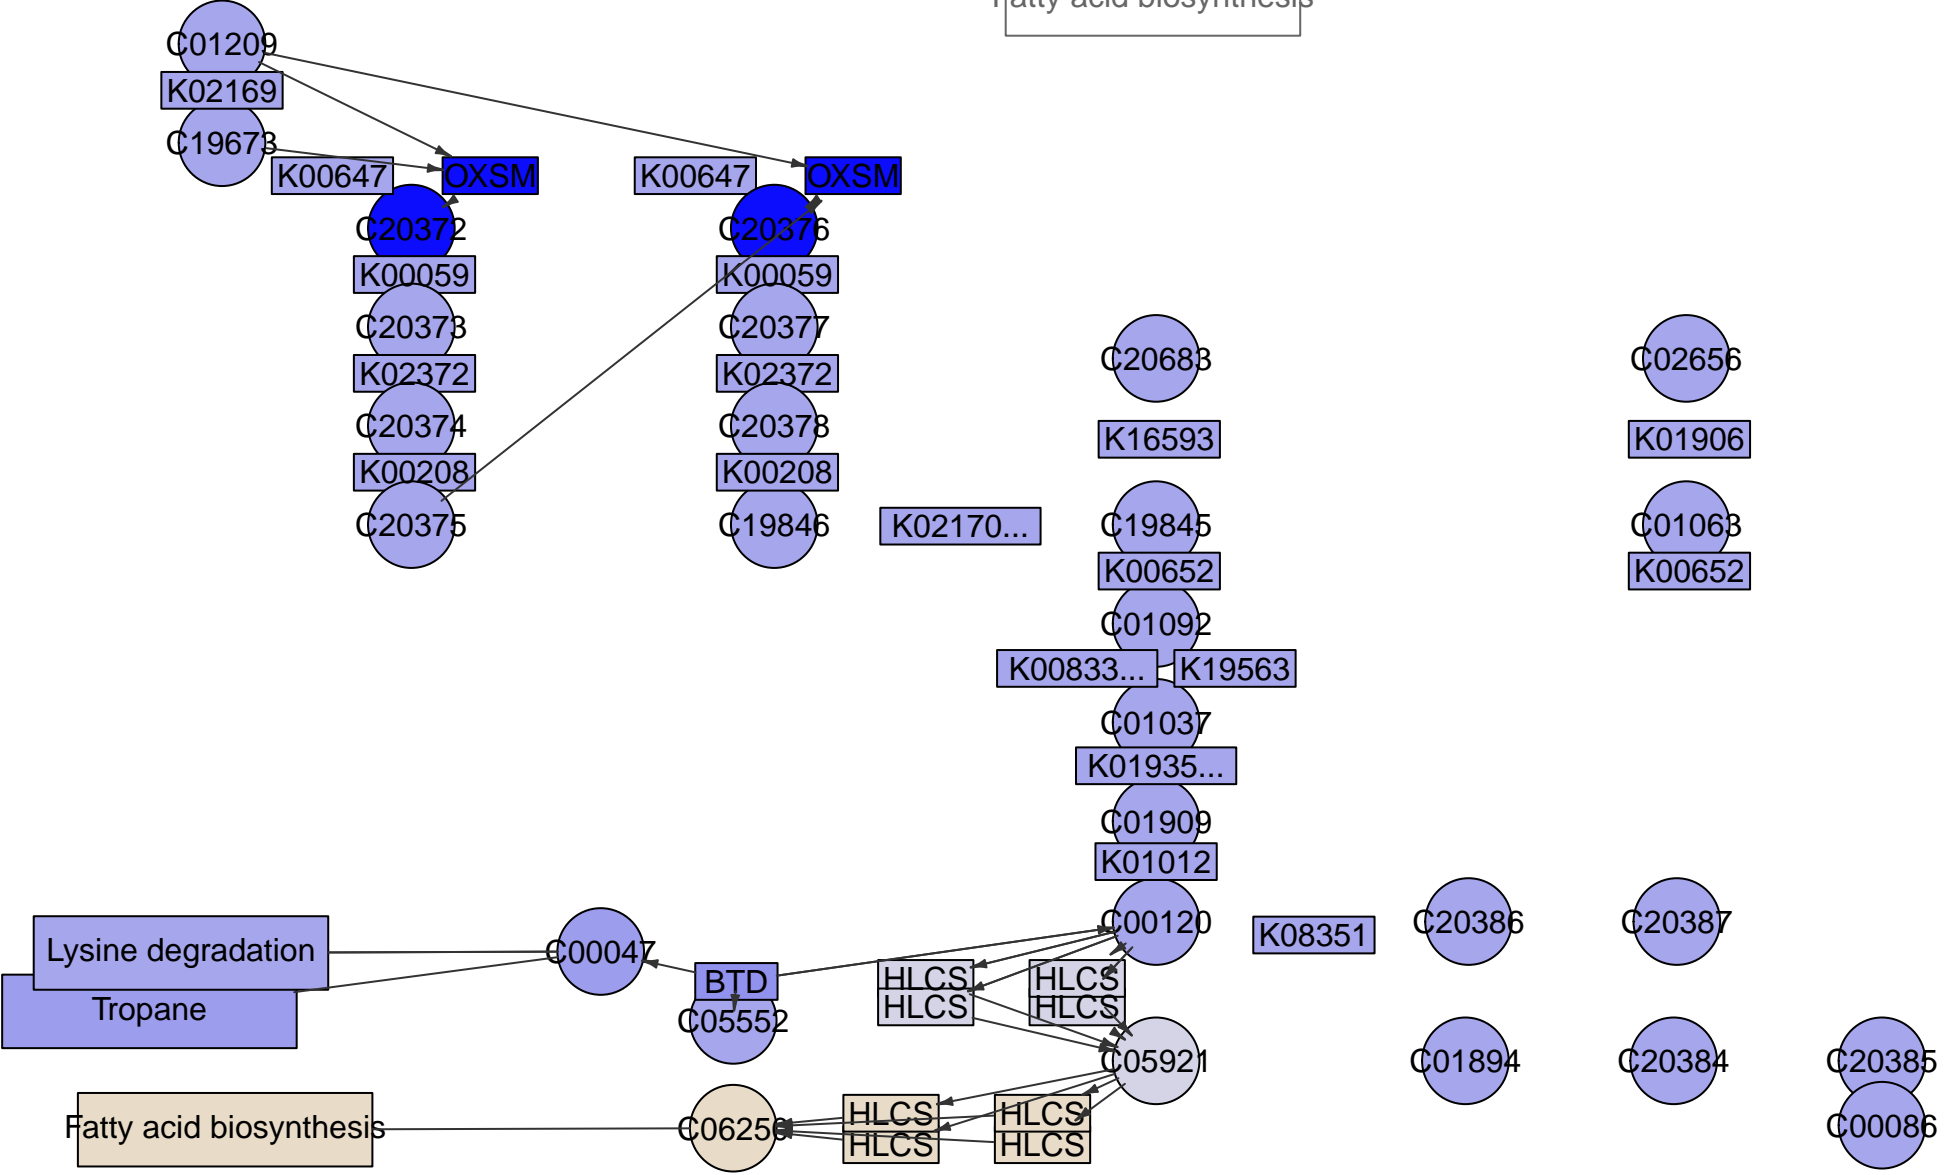 Fatty acid biosynthesis
C01209
K02169
C19673
K00647
OXSM
K00647
OXSM
C20372
C20376
K00059
K00059
C20373
C20377
C20683
C02656
K02372
K02372
C20374
C20378
K16593
K01906
K00208
K00208
C20375
C19846
K02170...
C19845
C01063
K00652
K00652
C01092
K00833...
K19563
C01037
K01935...
C01909
K01012
C00120
K08351
C20386
C20387
Lysine degradation
C00047
BTD
HLCS
HLCS
Tropane
C05552
HLCS
HLCS
C05921
C01894
C20384
C20385
Fatty acid biosynthesis
C06250
HLCS
HLCS
C00086
HLCS
HLCS